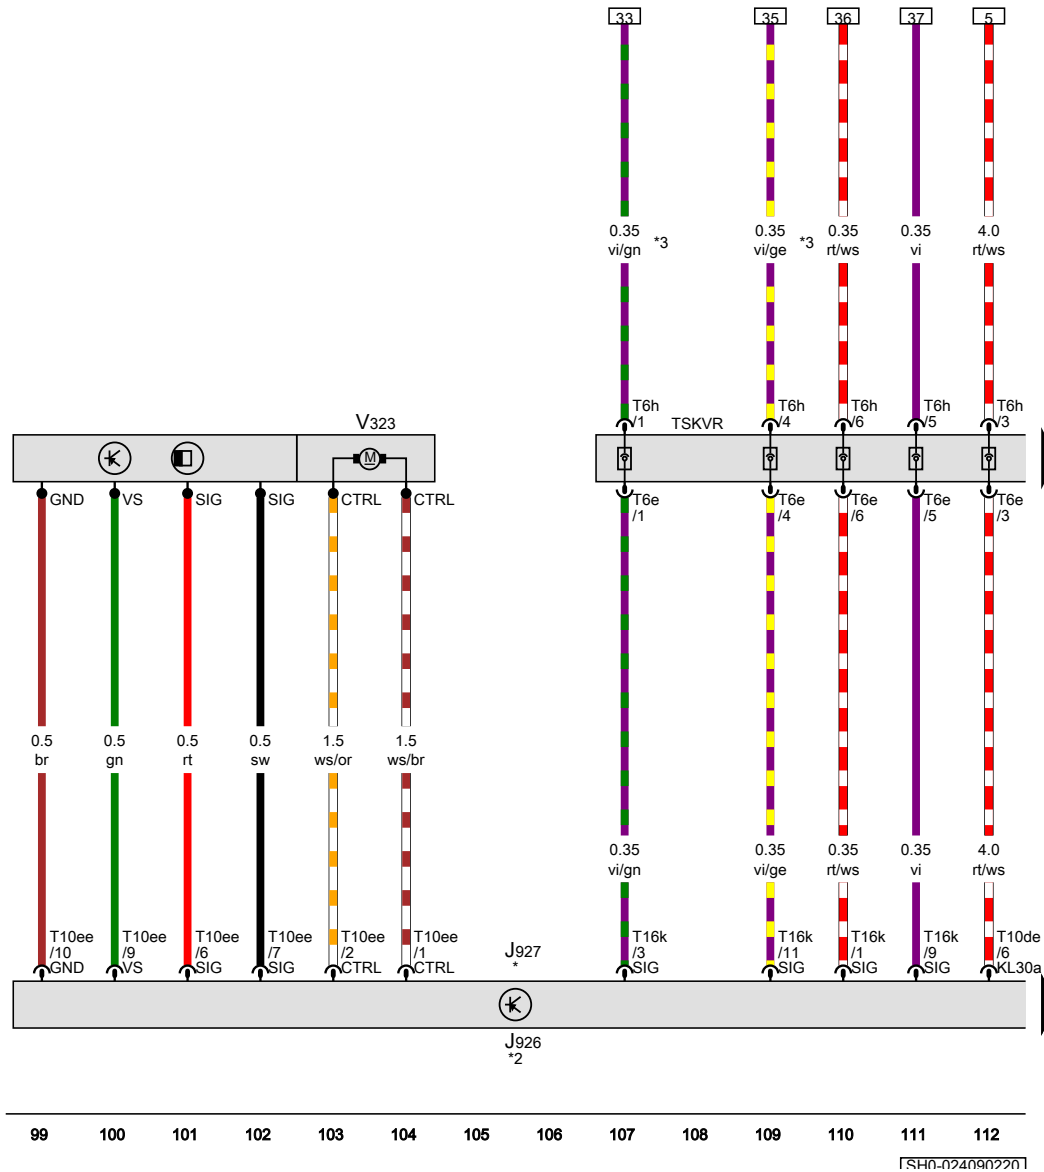 33 35 36 37 5
0.35 0.35 0.35 0.35 4.0
vi/gn *3 vi/ge *3 rt/ws vi rt/ws
T6h T6h T6h T6h T6h
/1 /4 /6 /5 /3
V323 TSKVR
M
GND VS SIG SIG CTRL CTRL
T6e T6e T6e T6e T6e
/1 /4 /6 /5 /3
0.5 0.5 0.5 0.5 1.5 1.5
br gn rt sw ws/or ws/br
0.35 0.35 0.35 0.35 4.0
vi/gn vi/ge rt/ws vi rt/ws
T10ee T10ee T10ee T10ee T10ee T10ee T16k T16k T16k T16k T10de
/10 /9 /6 /7 /2 /1 /3 /11 /1 /9 /6
GND VS SIG SIG CTRL CTRL SIG SIG SIG SIG KL30a
J927
*
J926
*2
99 100 101 102 103 104 105 106 107 108 109 110 111 112
SH0-024090220